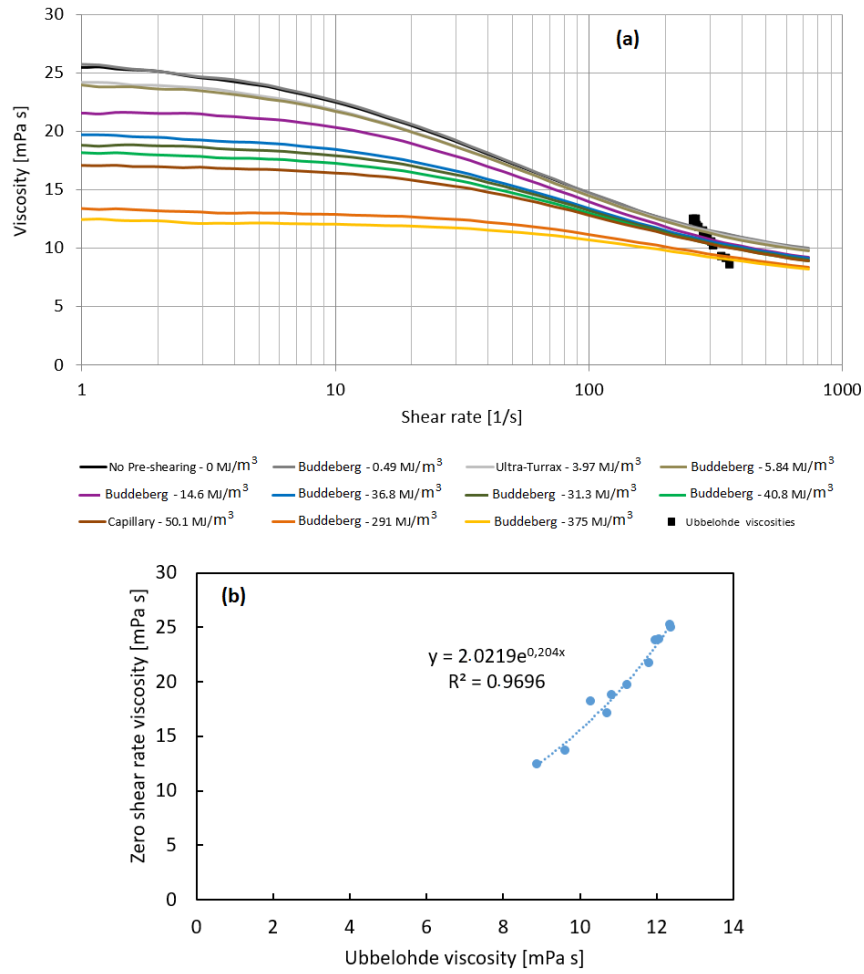 (a)
30
25
20
15
10
5
0
Viscosity [mPa s]
1 10 100 1000
Shear rate [1/s]
No Pre-shearing - 0 MJ/m³ Buddeberg - 0.49 MJ/m³ Ultra-Turrax - 3.97 MJ/m³ Buddeberg - 5.84 MJ/m³
Buddeberg - 14.6 MJ/m³ Buddeberg - 36.8 MJ/m³ Buddeberg - 31.3 MJ/m³ Buddeberg - 40.8 MJ/m³
Capillary - 50.1 MJ/m³ Buddeberg - 291 MJ/m³ Buddeberg - 375 MJ/m³ Ubbelohde viscosities
(b)
30
25
20
15
10
5
0
Zero shear rate viscosity [mPa s]
y = 2.0219e^0,204x
R² = 0.9696
0 2 4 6 8 10 12 14
Ubbelohde viscosity [mPa s]